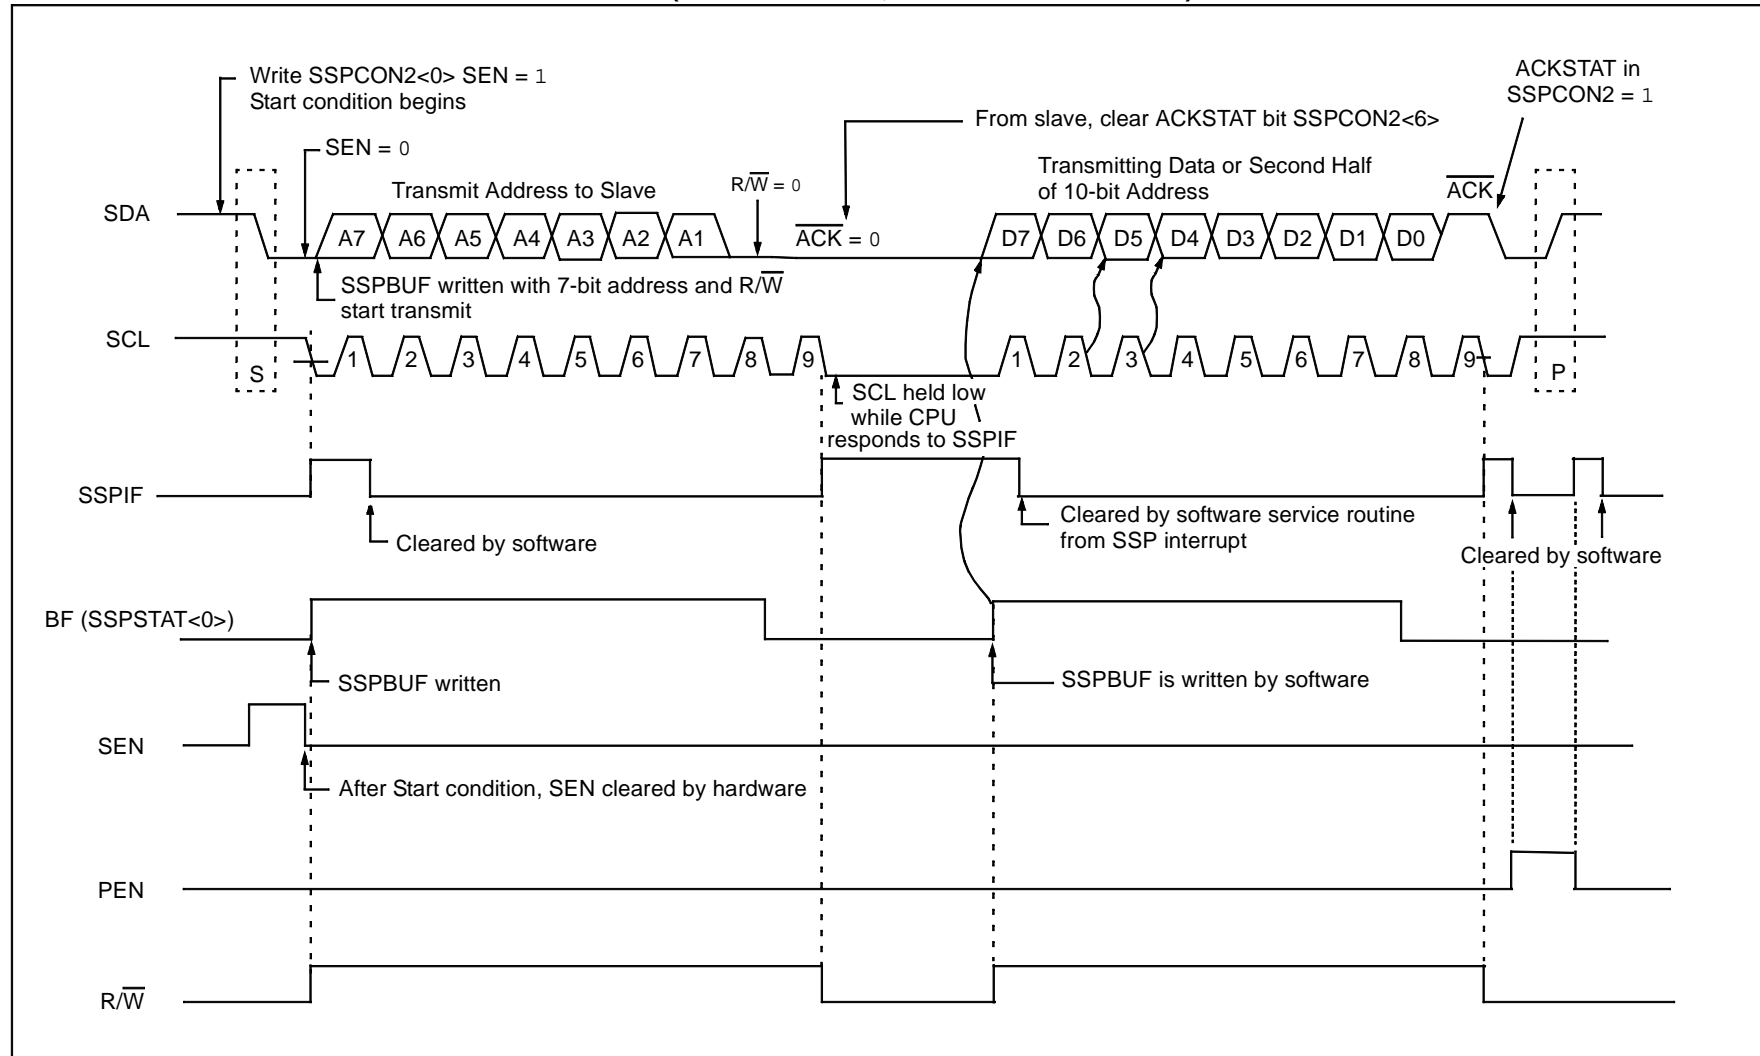 Write SSPCON2<0> SEN = 1
Start condition begins
ACKSTAT in
SSPCON2 = 1
From slave, clear ACKSTAT bit SSPCON2<6>
SEN = 0
Transmit Address to Slave
R/W̅ = 0
Transmitting Data or Second Half
of 10-bit Address
A̅C̅K̅
SDA
A7 A6 A5 A4 A3 A2 A1
A̅C̅K̅ = 0
D7 D6 D5 D4 D3 D2 D1 D0
SSPBUF written with 7-bit address and R/W̅
start transmit
SCL
S
1 2 3 4 5 6 7 8 9
1 2 3 4 5 6 7 8 9
P
SCL held low
while CPU
responds to SSPIF
SSPIF
Cleared by software
Cleared by software service routine
from SSP interrupt
Cleared by software
BF (SSPSTAT<0>)
SSPBUF written
SSPBUF is written by software
SEN
After Start condition, SEN cleared by hardware
PEN
R/W̅